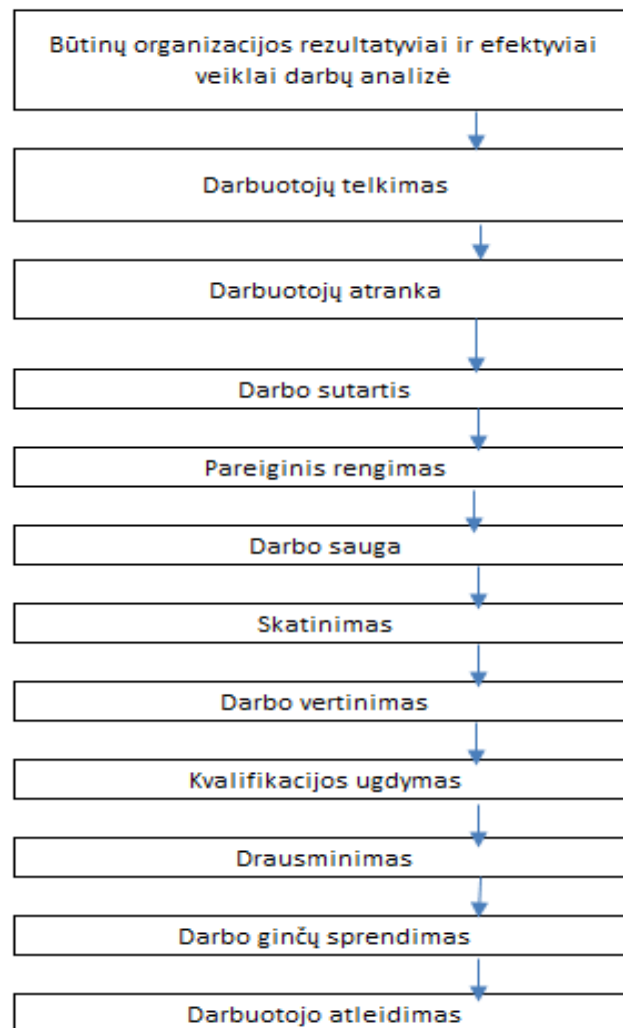 Būtinų organizacijos rezultatyviai ir efektyviai
veiklai darbų analizė
Darbuotojų telkimas
Darbuotojų atranka
Darbo sutartis
Pareiginis rengimas
Darbo sauga
Skatinimas
Darbo vertinimas
Kvalifikacijos ugdymas
Drausminimas
Darbo ginčų sprendimas
Darbuotojo atleidimas